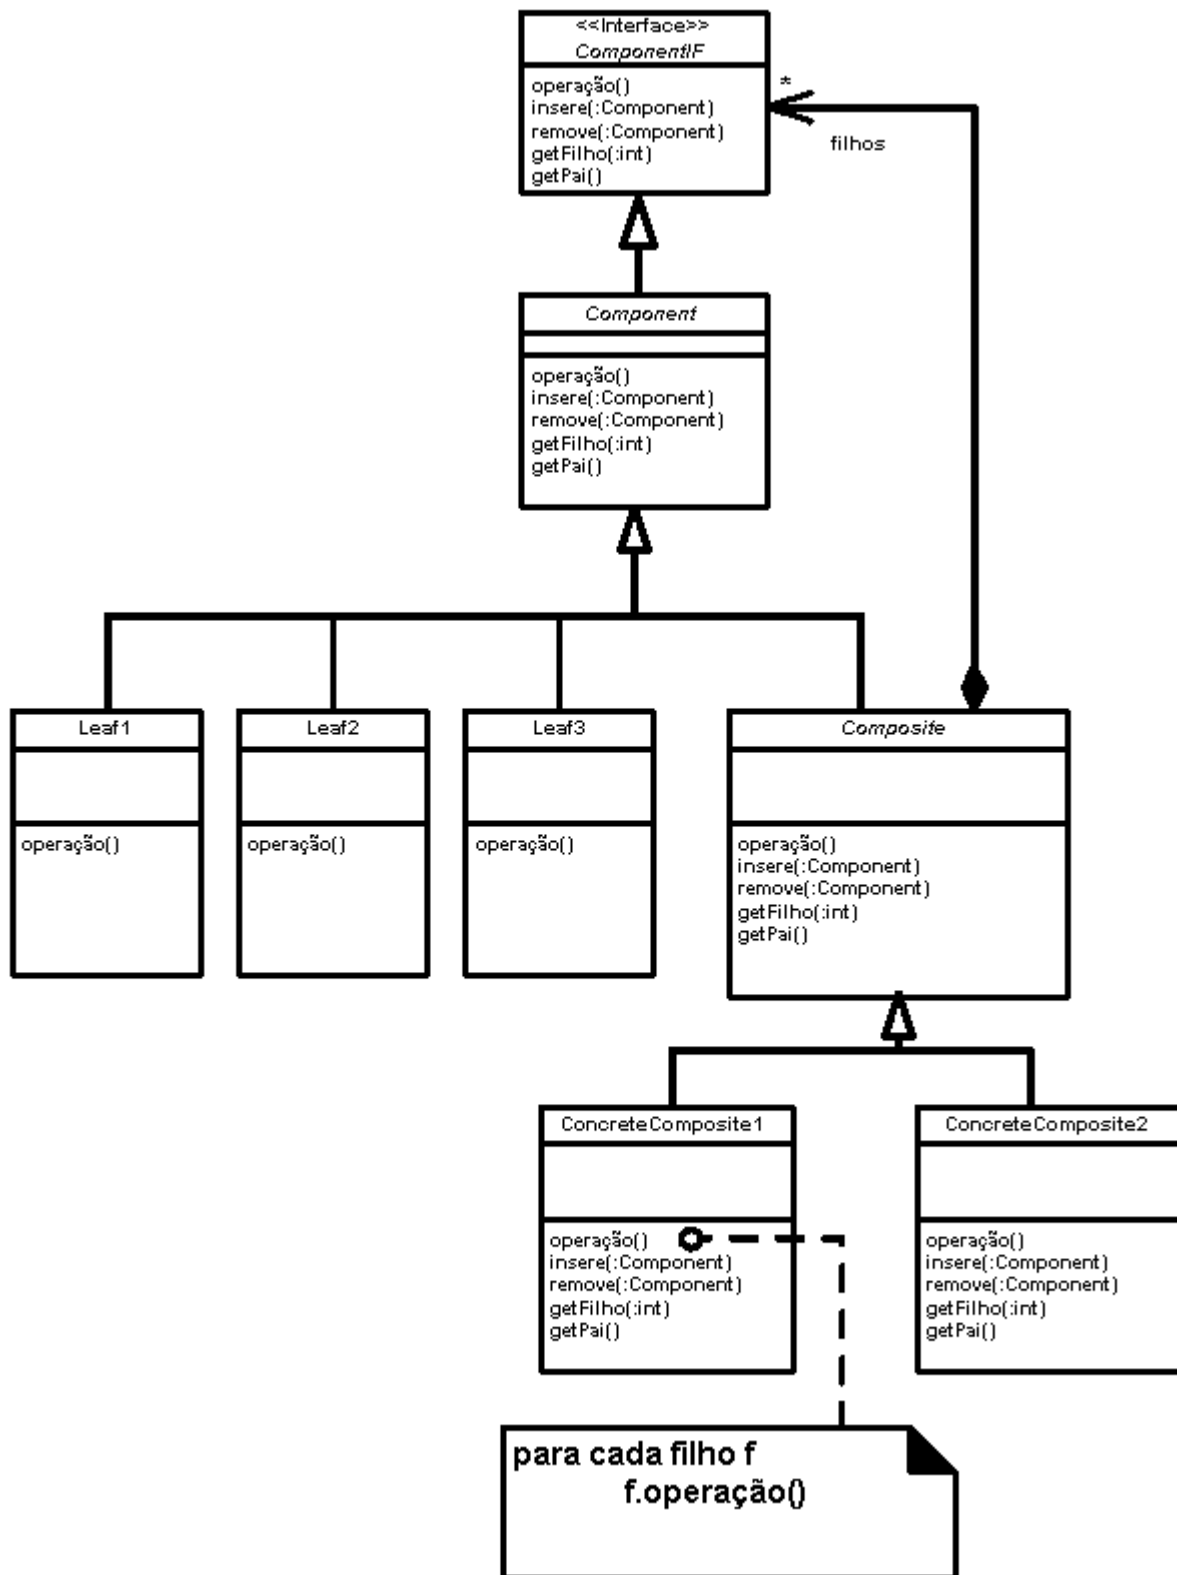 <<Interface>>
ComponentIF
operação()
insere(:Component)
remove(:Component)
getFilho(:int)
getPai()
*
filhos
Component
operação()
insere(:Component)
remove(:Component)
getFilho(:int)
getPai()
Leaf1
operação()
Leaf2
operação()
Leaf3
operação()
Composite
operação()
insere(:Component)
remove(:Component)
getFilho(:int)
getPai()
ConcreteComposite1
operação()
insere(:Component)
remove(:Component)
getFilho(:int)
getPai()
ConcreteComposite2
operação()
insere(:Component)
remove(:Component)
getFilho(:int)
getPai()
para cada filho f
f.operação()